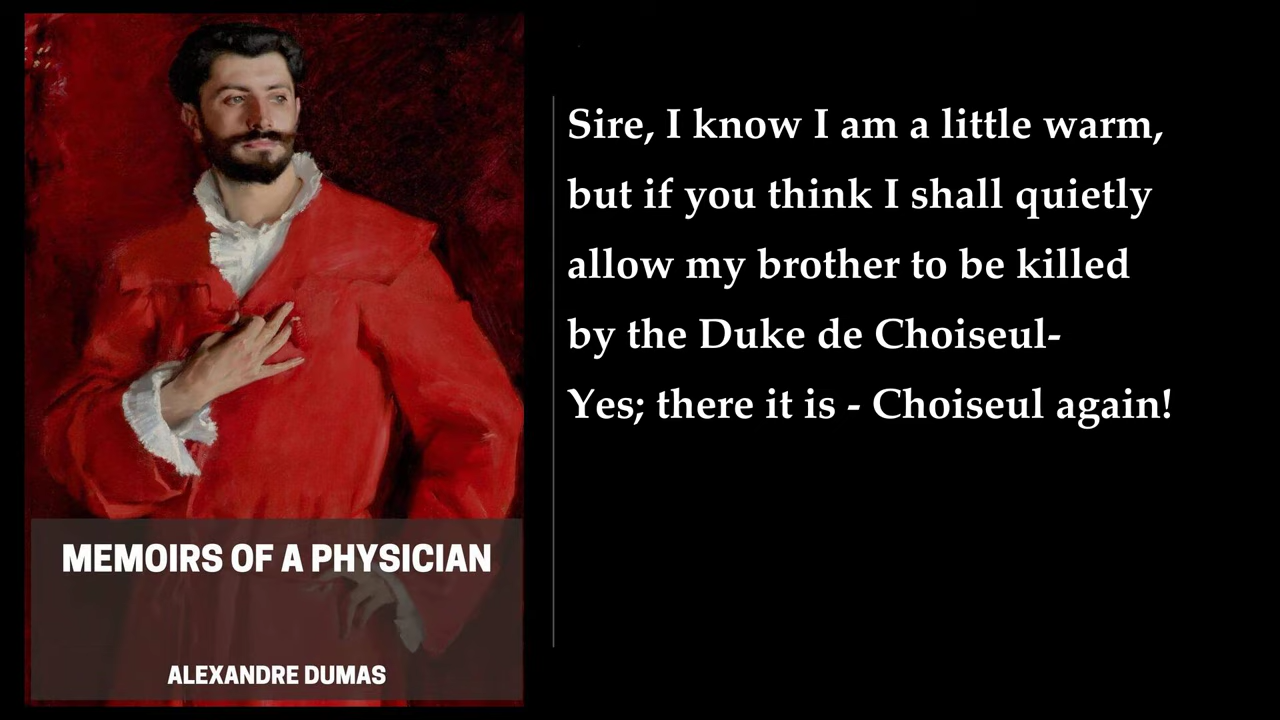 Sire, I know I am a little warm,
but if you think I shall quietly
allow my brother to be killed
by the Duke de Choiseul-
Yes; there it is - Choiseul again!
MEMOIRS OF A PHYSICIAN
ALEXANDRE DUMAS